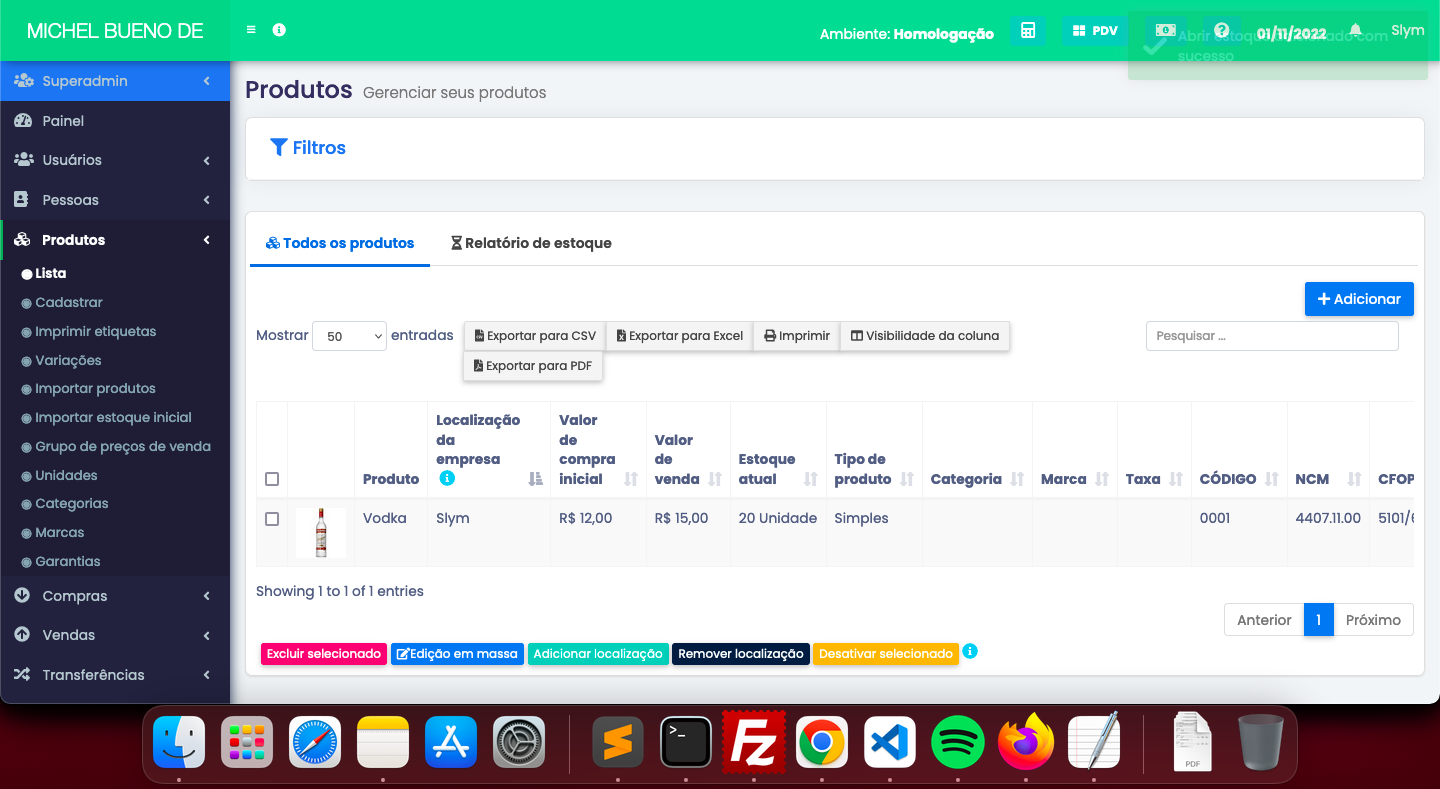 MICHEL BUENO DE
Ambiente: Homologação
PDV
01/11/2022
Slym
Abrir estoque adicionado com
sucesso
Superadmin
Painel
Usuários
Pessoas
Produtos
Lista
Cadastrar
Imprimir etiquetas
Variações
Importar produtos
Importar estoque inicial
Grupo de preços de venda
Unidades
Categorias
Marcas
Garantias
Compras
Vendas
Transferências
Produtos Gerenciar seus produtos
Filtros
Todos os produtos
Relatório de estoque
Adicionar
Mostrar 50 entradas
Exportar para CSV
Exportar para Excel
Imprimir
Visibilidade da coluna
Exportar para PDF
Pesquisar ...
Produto
Localização
da
empresa
Valor
de
compra
inicial
Valor
de
venda
Estoque
atual
Tipo de
produto
Categoria
Marca
Taxa
CÓDIGO
NCM
CFOP
Vodka
Slym
R$ 12,00
R$ 15,00
20 Unidade
Simples
0001
4407.11.00
5101/6
Showing 1 to 1 of 1 entries
Anterior
1
Próximo
Excluir selecionado
Edição em massa
Adicionar localização
Remover localização
Desativar selecionado
>_
Fz
PDF